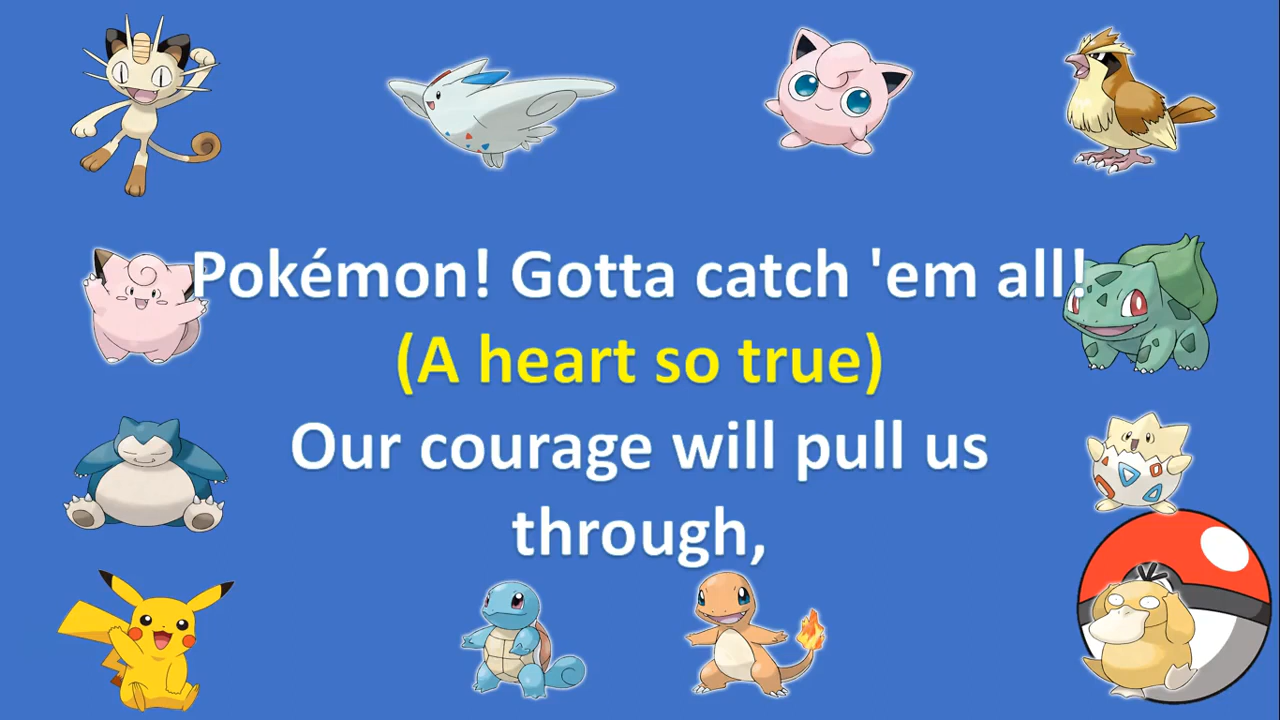 Pokémon! Gotta catch 'em all!
(A heart so true)
Our courage will pull us
through,